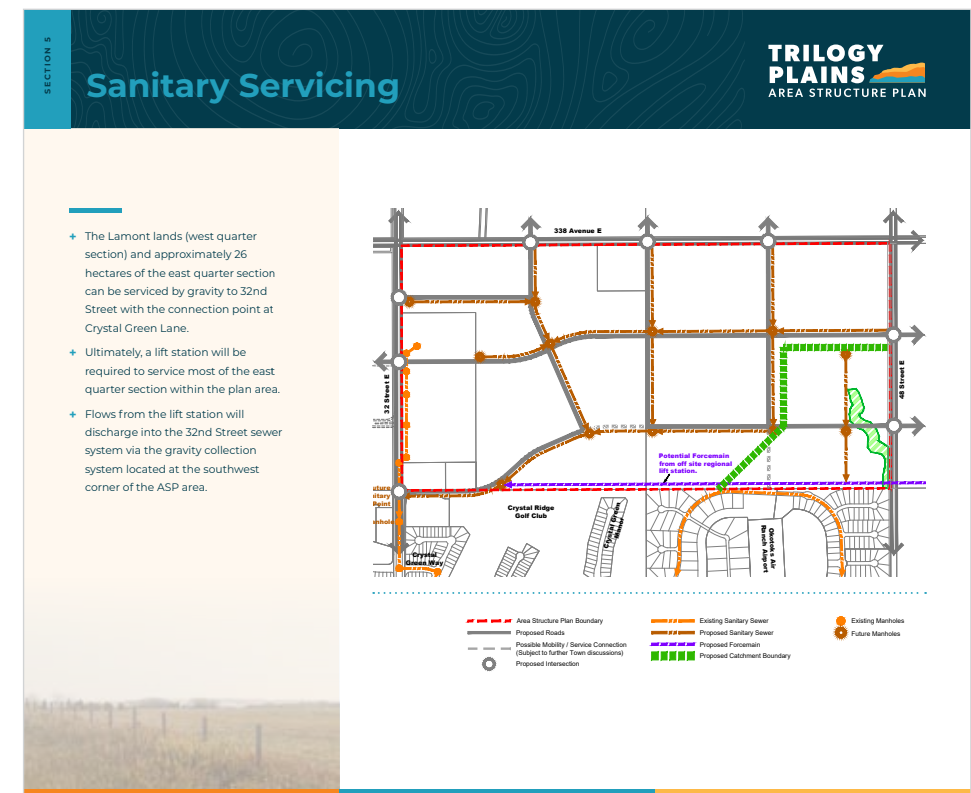 SECTION 5
Sanitary Servicing
TRILOGY
PLAINS
AREA STRUCTURE PLAN
+ The Lamont lands (west quarter
section) and approximately 26
hectares of the east quarter section
can be serviced by gravity to 32nd
Street with the connection point at
Crystal Green Lane.
+ Ultimately, a lift station will be
required to service most of the east
quarter section within the plan area.
+ Flows from the lift station will
discharge into the 32nd Street sewer
system via the gravity collection
system located at the southwest
corner of the ASP area.
338 Avenue E
32 Street E
48 Street E
Potential Forcemain
from off site regional
lift station.
Crystal Ridge
Golf Club
Crystal Green
Manor
Okotoks Air
Ranch Airport
Crystal
Green Way
Area Structure Plan Boundary
Proposed Roads
Possible Mobility / Service Connection
(Subject to further Town discussions)
Proposed Intersection
Existing Sanitary Sewer
Proposed Sanitary Sewer
Proposed Forcemain
Proposed Catchment Boundary
Existing Manholes
Future Manholes